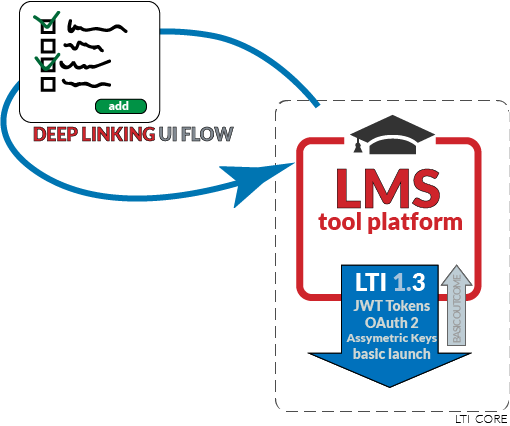 add
DEEP LINKING UI FLOW
LMS
tool platform
LTI 1.3
JWT Tokens
OAuth 2
Assymetric Keys
basic launch
BASIC OUTCOME
LTI CORE